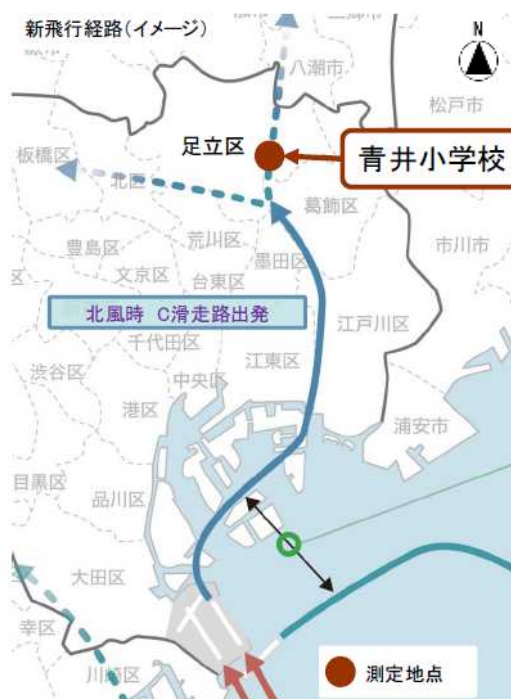 新飛行経路(イメージ)
N
八潮市
松戸市
足立区
青井小学校
板橋区
北区
葛飾区
荒川区
豊島区
墨田区
市川市
文京区
台東区
北風時 C滑走路出発
江戸川区
千代田区
江東区
渋谷区
中央区
港区
浦安市
目黒区
品川区
大田区
幸区
川崎区
測定地点